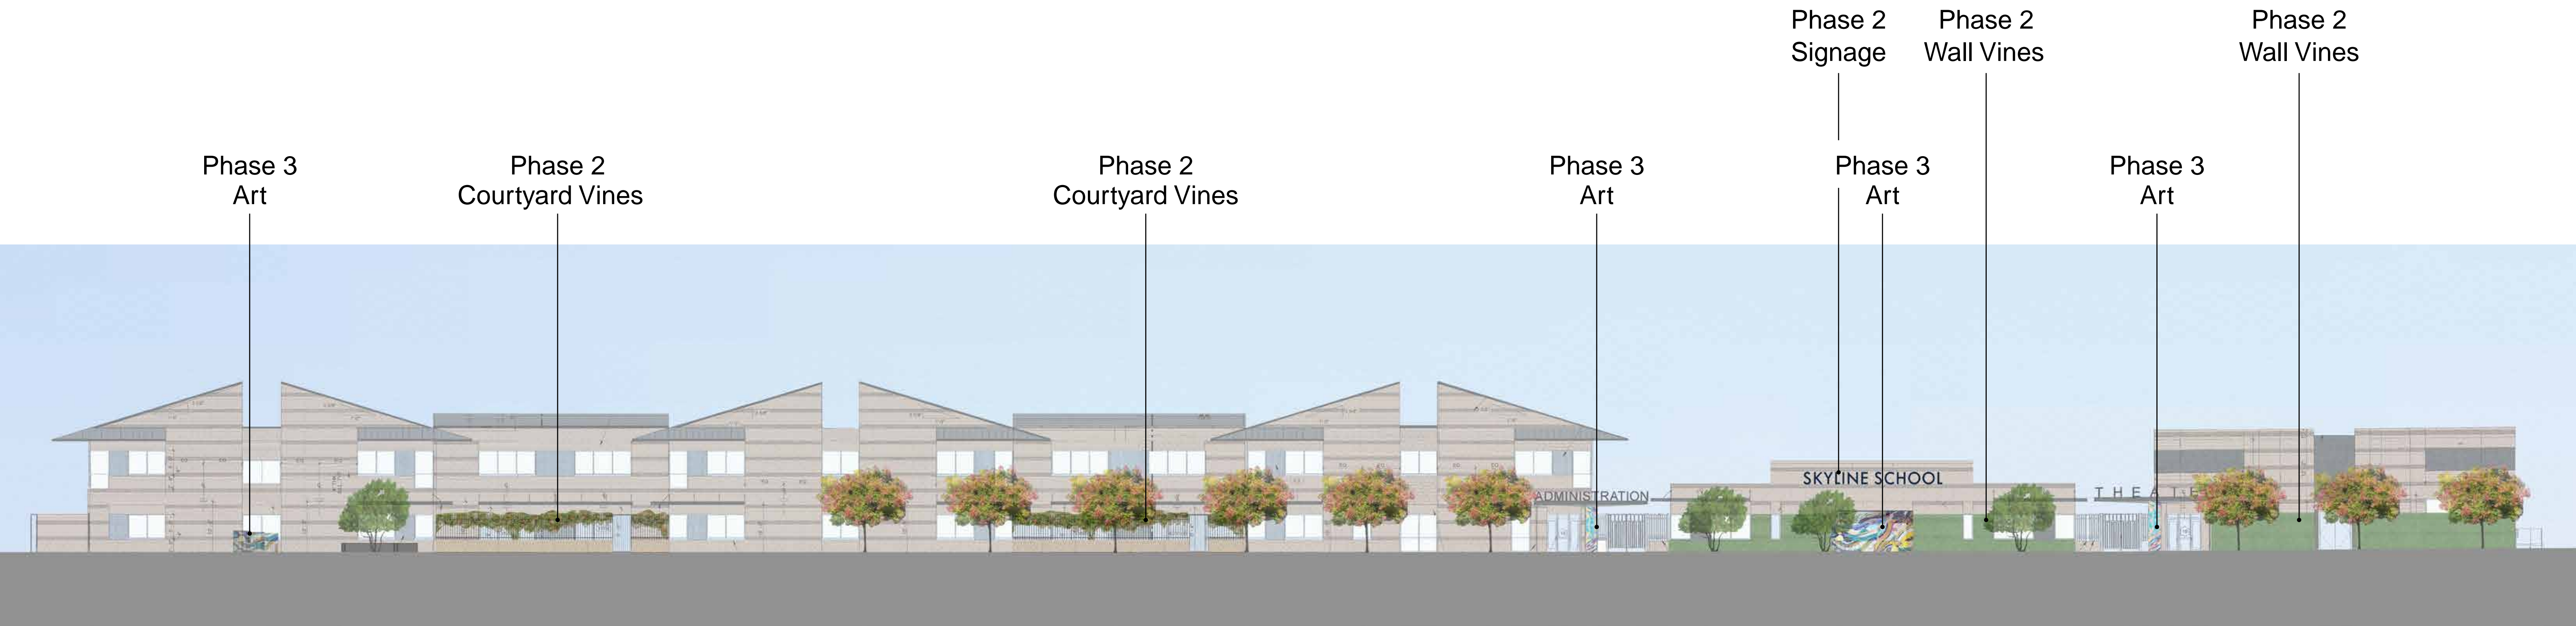 Phase 2
Signage
Phase 2
Wall Vines
Phase 2
Wall Vines
Phase 3
Art
Phase 2
Courtyard Vines
Phase 2
Courtyard Vines
Phase 3
Art
Phase 3
Art
Phase 3
Art
SKYLINE SCHOOL
ADMINISTRATION
THEATE